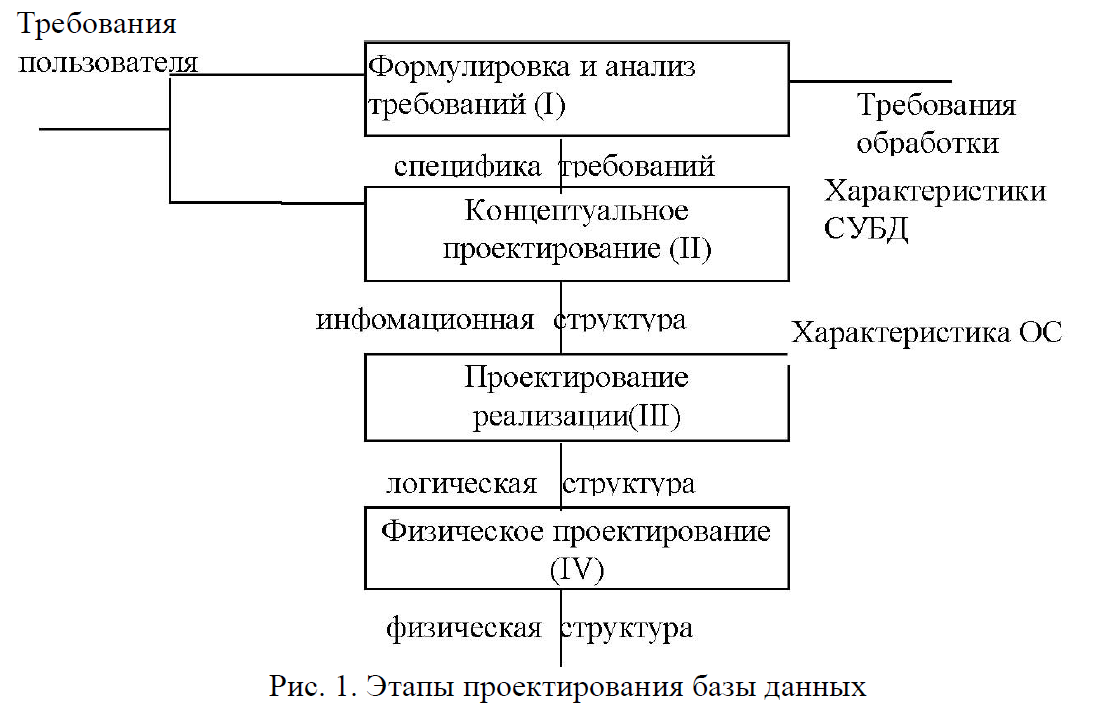 Требования
пользователя
Формулировка и анализ
требований (I)
Требования
обработки
специфика требований
Характеристики
СУБД
Концептуальное
проектирование (II)
инфомационная структура
Характеристика ОС
Проектирование
реализации(III)
логическая структура
Физическое проектирование
(IV)
физическая структура
Рис. 1. Этапы проектирования базы данных